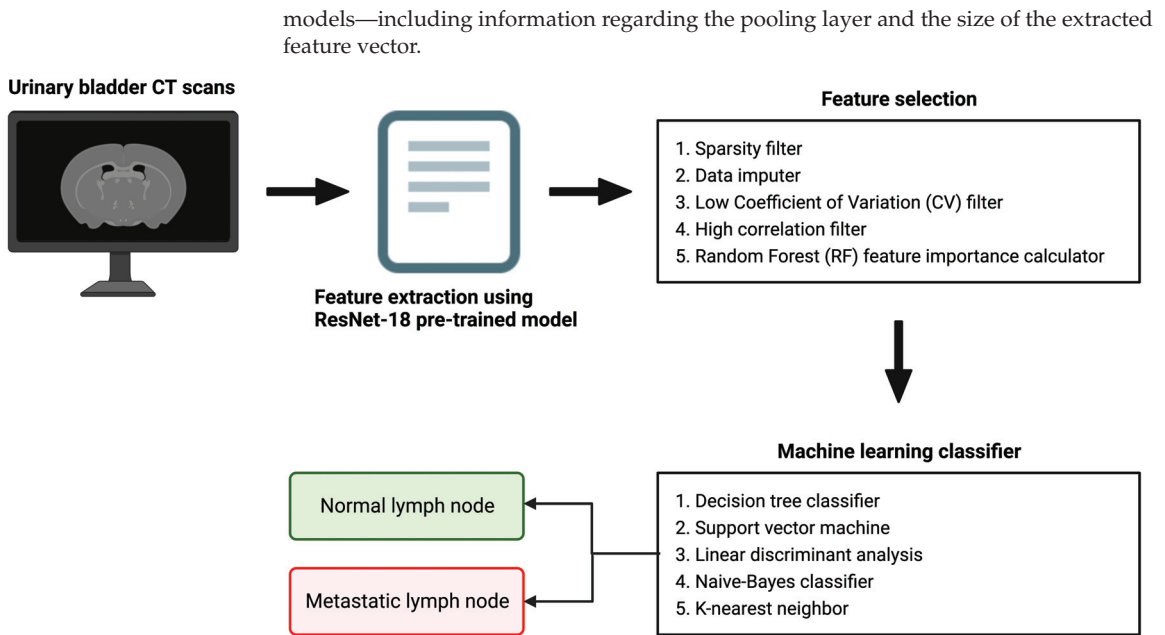 models—including information regarding the pooling layer and the size of the extracted
feature vector.
Urinary bladder CT scans
Feature extraction using
ResNet-18 pre-trained model
Feature selection
1. Sparsity filter
2. Data imputer
3. Low Coefficient of Variation (CV) filter
4. High correlation filter
5. Random Forest (RF) feature importance calculator
Machine learning classifier
1. Decision tree classifier
2. Support vector machine
3. Linear discriminant analysis
4. Naive-Bayes classifier
5. K-nearest neighbor
Normal lymph node
Metastatic lymph node